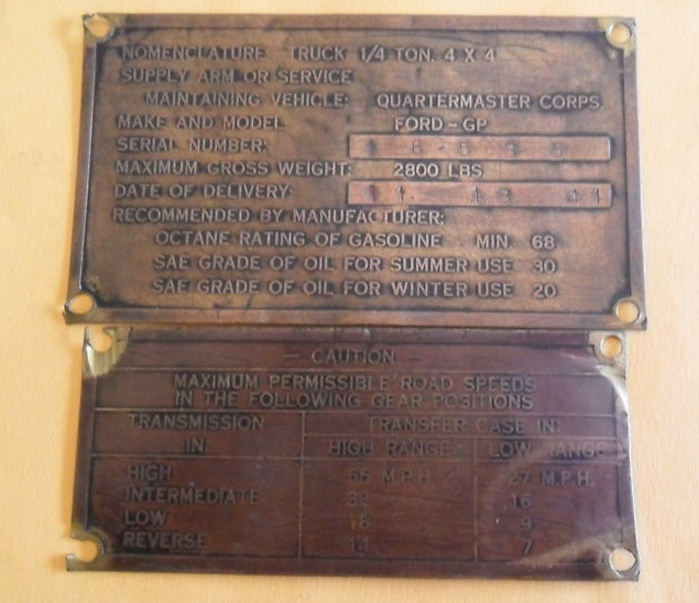 NOMENCLATURE TRUCK 1/4 TON, 4 X 4
SUPPLY ARM OR SERVICE
MAINTAINING VEHICLE: QUARTERMASTER CORPS.
MAKE AND MODEL FORD-GP
SERIAL NUMBER:
MAXIMUM GROSS WEIGHT: 2800 LBS.
DATE OF DELIVERY: 11 41
RECOMMENDED BY MANUFACTURER:
OCTANE RATING OF GASOLINE MIN. 68
SAE GRADE OF OIL FOR SUMMER USE 30
SAE GRADE OF OIL FOR WINTER USE 20
— CAUTION —
MAXIMUM PERMISSIBLE ROAD SPEEDS
IN THE FOLLOWING GEAR POSITIONS
TRANSMISSION TRANSFER CASE IN:
IN: HIGH RANGE: LOW RANGE
HIGH 55 M.P.H. 27 M.P.H.
INTERMEDIATE 32 16
LOW 18 9
REVERSE 14 7